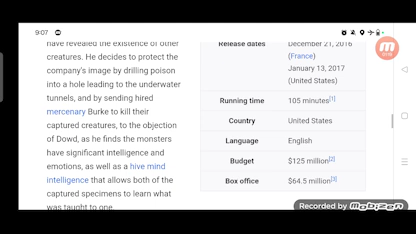 9:07
have revealed the existence of other
creatures. He decides to protect the
company's image by drilling poison
into a hole leading to the underwater
tunnels, and by sending hired
mercenary Burke to kill their
captured creatures, to the objection
of Dowd, as he finds the monsters
have significant intelligence and
emotions, as well as a hive mind
intelligence that allows both of the
captured specimens to learn what
was taught to one.
Release dates
December 21, 2016
(France)
January 13, 2017
(United States)
Running time
105 minutes[1]
Country
United States
Language
English
Budget
$125 million[2]
Box office
$64.5 million[3]
Recorded by Mobizen